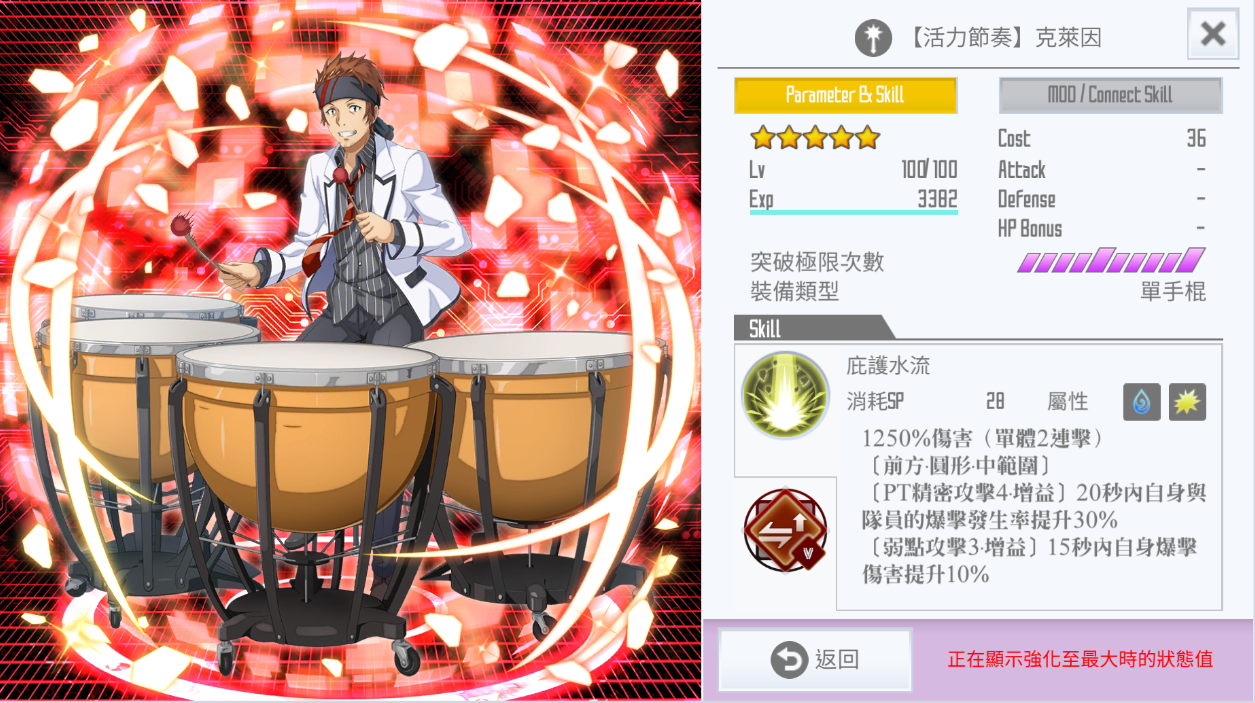 【活力節奏】克萊因
Parameter & Skill
MOD / Connect Skill
Cost 36
Lv 100/100
Attack -
Exp 3382
Defense -
HP Bonus -
突破極限次數
裝備類型 單手棍
Skill
庇護水流
消耗SP 28 屬性
1250%傷害（單體2連擊）
〔前方·圓形·中範圍〕
〔PT精密攻擊4·增益〕20秒內自身與
隊員的爆擊發生率提升30%
〔弱點攻擊3·增益〕15秒內自身爆擊
傷害提升10%
V
返回
正在顯示強化至最大時的狀態值